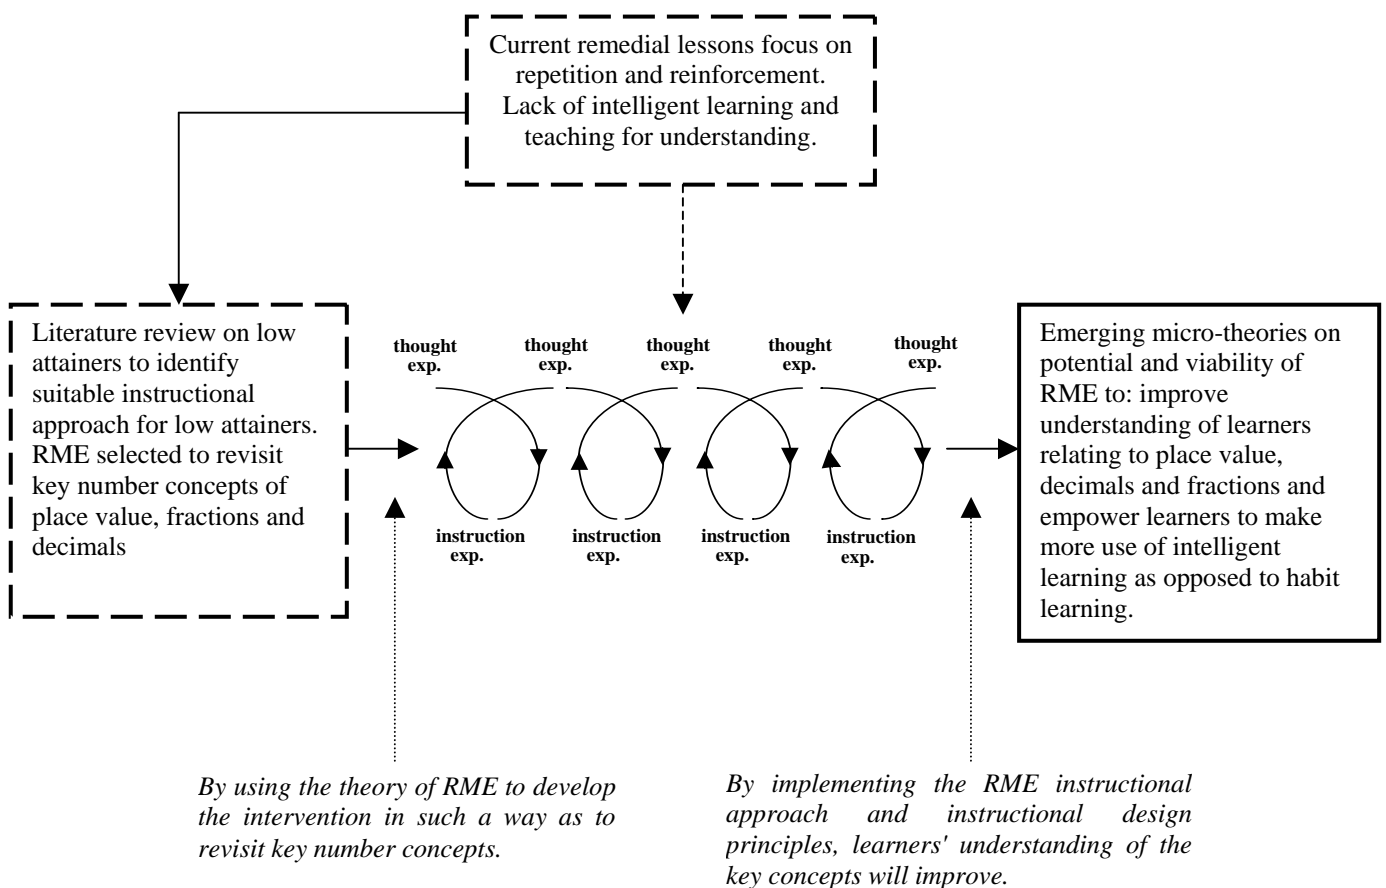 Current remedial lessons focus on
repetition and reinforcement.
Lack of intelligent learning and
teaching for understanding.
Literature review on low
attainers to identify
suitable instructional
approach for low attainers.
RME selected to revisit
key number concepts of
place value, fractions and
decimals
thought
exp.
thought
exp.
thought
exp.
thought
exp.
thought
exp.
instruction
exp.
instruction
exp.
instruction
exp.
instruction
exp.
Emerging micro-theories on
potential and viability of
RME to: improve
understanding of learners
relating to place value,
decimals and fractions and
empower learners to make
more use of intelligent
learning as opposed to habit
learning.
By using the theory of RME to develop
the intervention in such a way as to
revisit key number concepts.
By implementing the RME instructional
approach and instructional design
principles, learners' understanding of the
key concepts will improve.